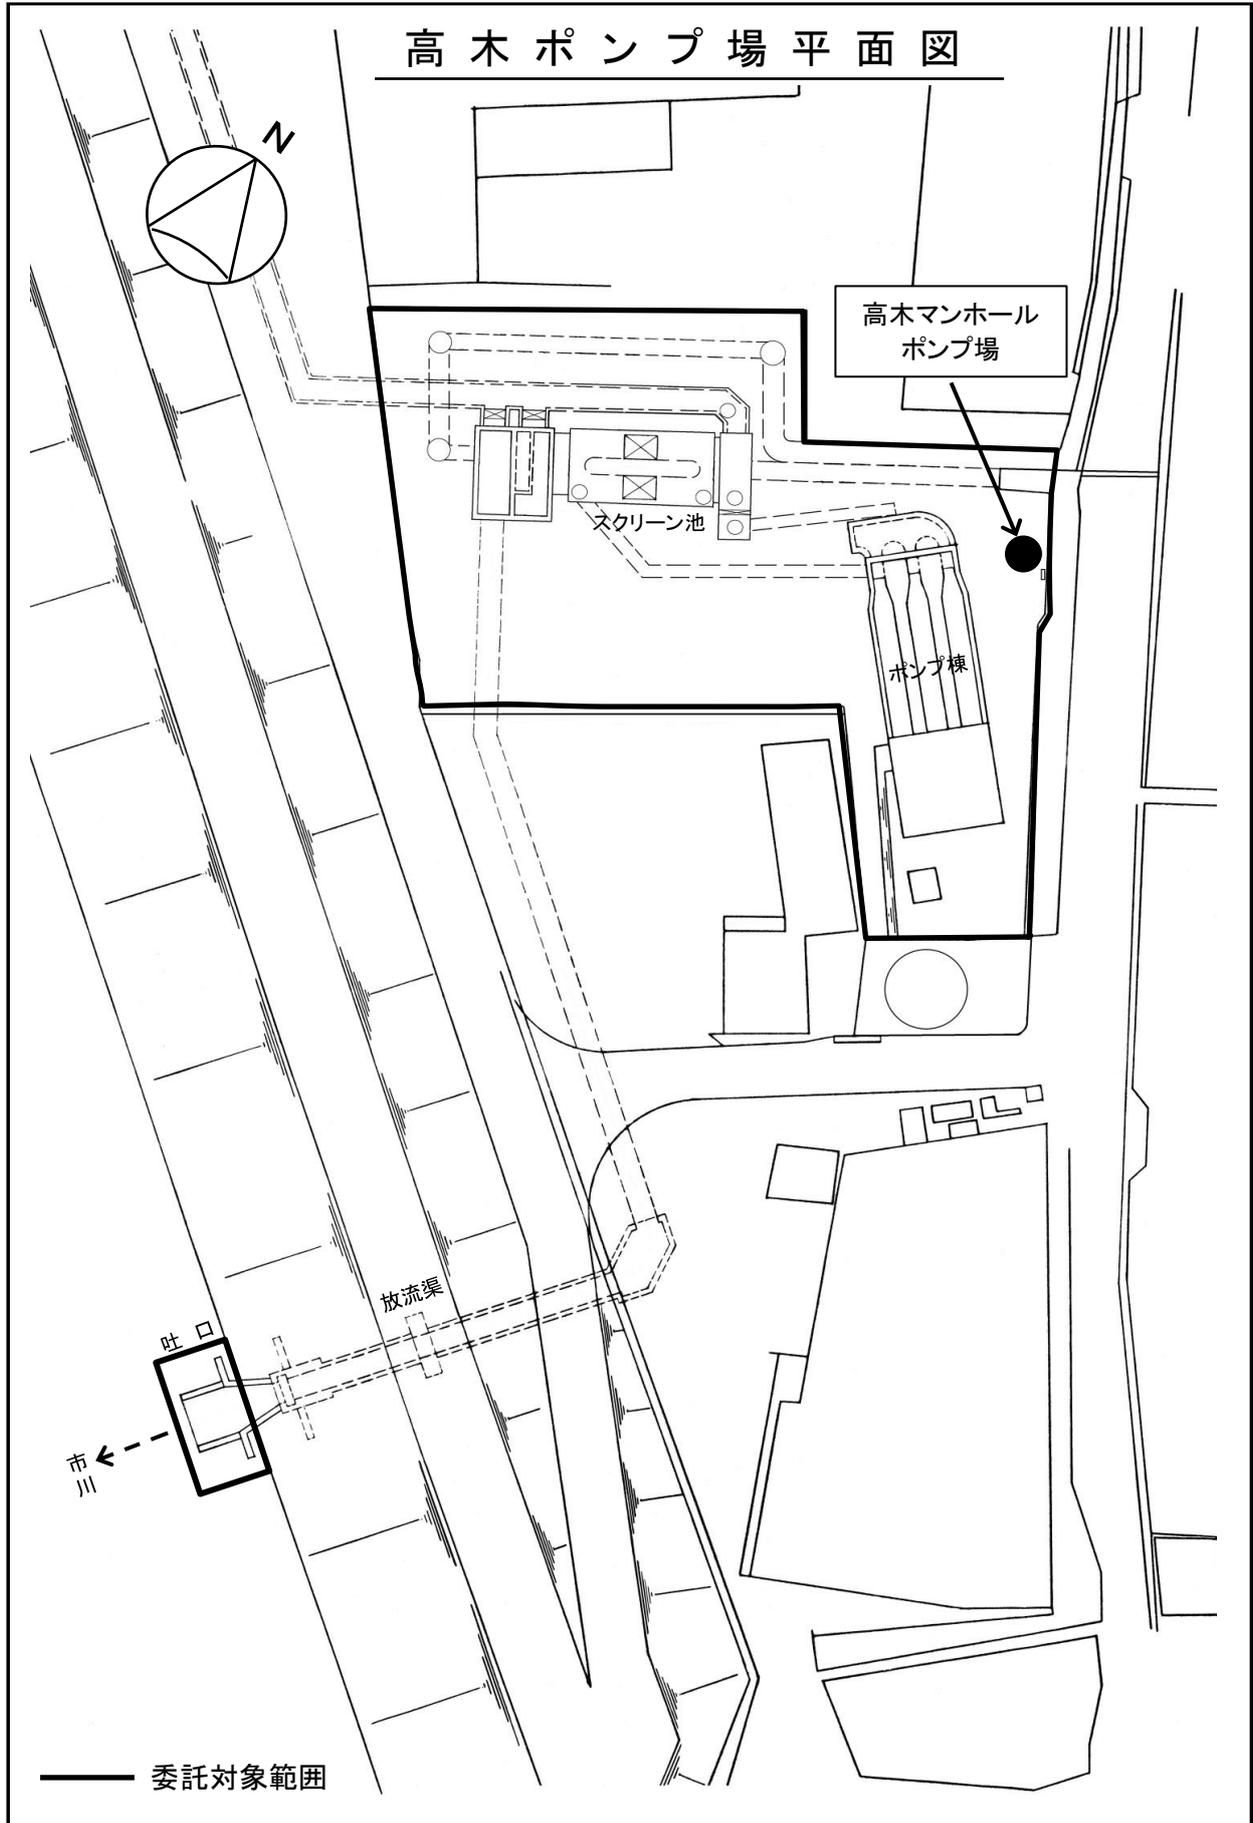 高木ポンプ場平面図
N
高木マンホール
ポンプ場
スクリーン池
ポンプ棟
放流渠
吐口
市川
委託対象範囲